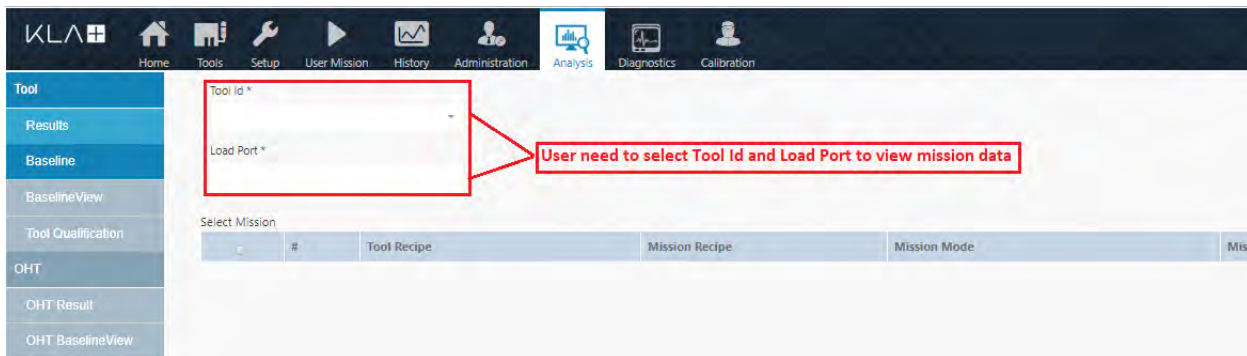 KLA+
Home Tools Setup User Mission History Administration Analysis Diagnostics Calibration
Tool
Results
Baseline
BaselineView
Tool Qualification
OHT
OHT Result
OHT BaselineView
Tool Id *
Load Port *
User need to select Tool Id and Load Port to view mission data
Select Mission
# Tool Recipe Mission Recipe Mission Mode Mis